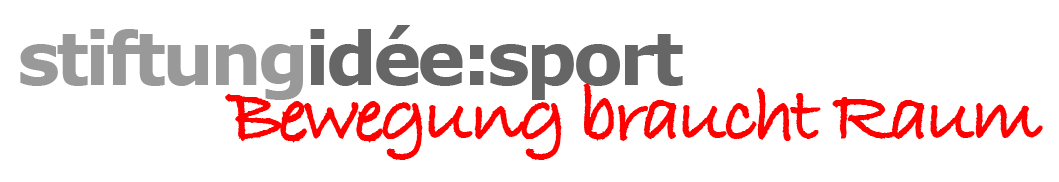 stiftungidée:sport
Bewegung braucht Raum